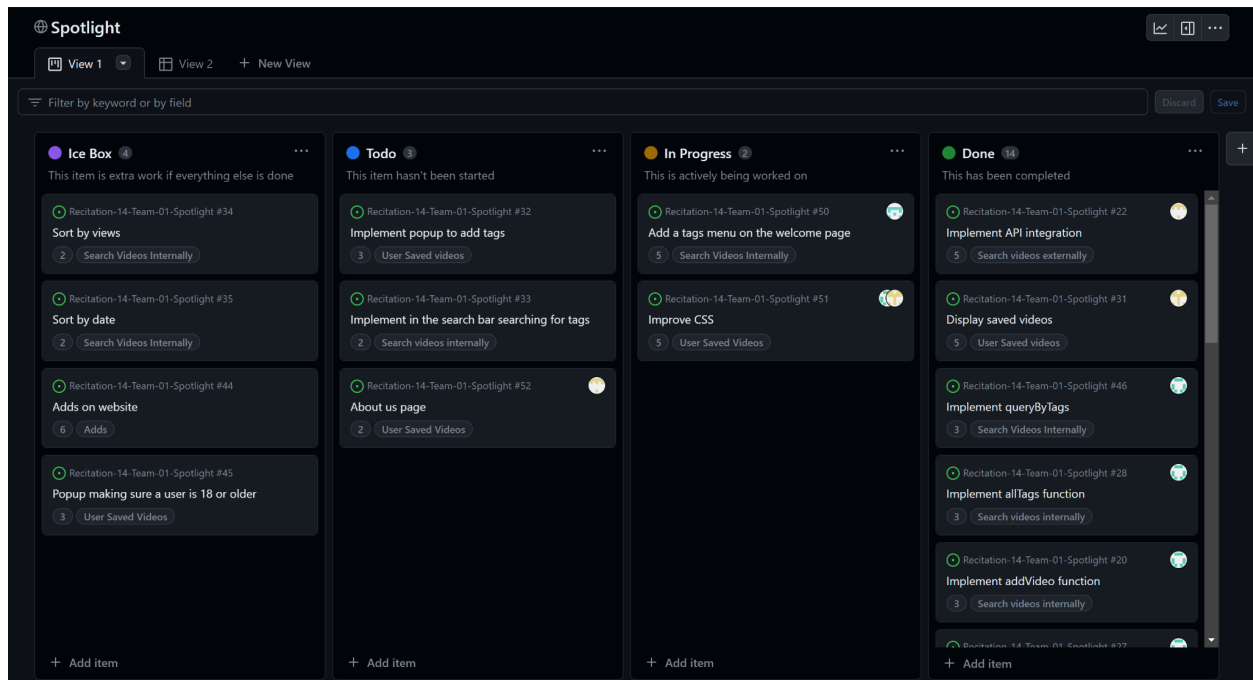 Spotlight
View 1
View 2
+ New View
Filter by keyword or by field
Discard
Save
Ice Box 4
This item is extra work if everything else is done
Recitation-14-Team-01-Spotlight #34
Sort by views
2 Search Videos Internally
Recitation-14-Team-01-Spotlight #35
Sort by date
2 Search Videos Internally
Recitation-14-Team-01-Spotlight #44
Adds on website
6 Adds
Recitation-14-Team-01-Spotlight #45
Popup making sure a user is 18 or older
3 User Saved Videos
+ Add item
Todo 3
This item hasn't been started
Recitation-14-Team-01-Spotlight #32
Implement popup to add tags
3 User Saved videos
Recitation-14-Team-01-Spotlight #33
Implement in the search bar searching for tags
2 Search videos internally
Recitation-14-Team-01-Spotlight #52
About us page
2 User Saved Videos
+ Add item
In Progress 2
This is actively being worked on
Recitation-14-Team-01-Spotlight #50
Add a tags menu on the welcome page
5 Search Videos Internally
Recitation-14-Team-01-Spotlight #51
Improve CSS
5 User Saved Videos
+ Add item
Done 14
This has been completed
Recitation-14-Team-01-Spotlight #22
Implement API integration
5 Search videos externally
Recitation-14-Team-01-Spotlight #31
Display saved videos
5 User Saved videos
Recitation-14-Team-01-Spotlight #46
Implement queryByTags
3 Search Videos Internally
Recitation-14-Team-01-Spotlight #28
Implement allTags function
3 Search videos internally
Recitation-14-Team-01-Spotlight #20
Implement addVideo function
3 Search videos internally
Recitation-14-Team-01-Spotlight #27
+ Add item
+